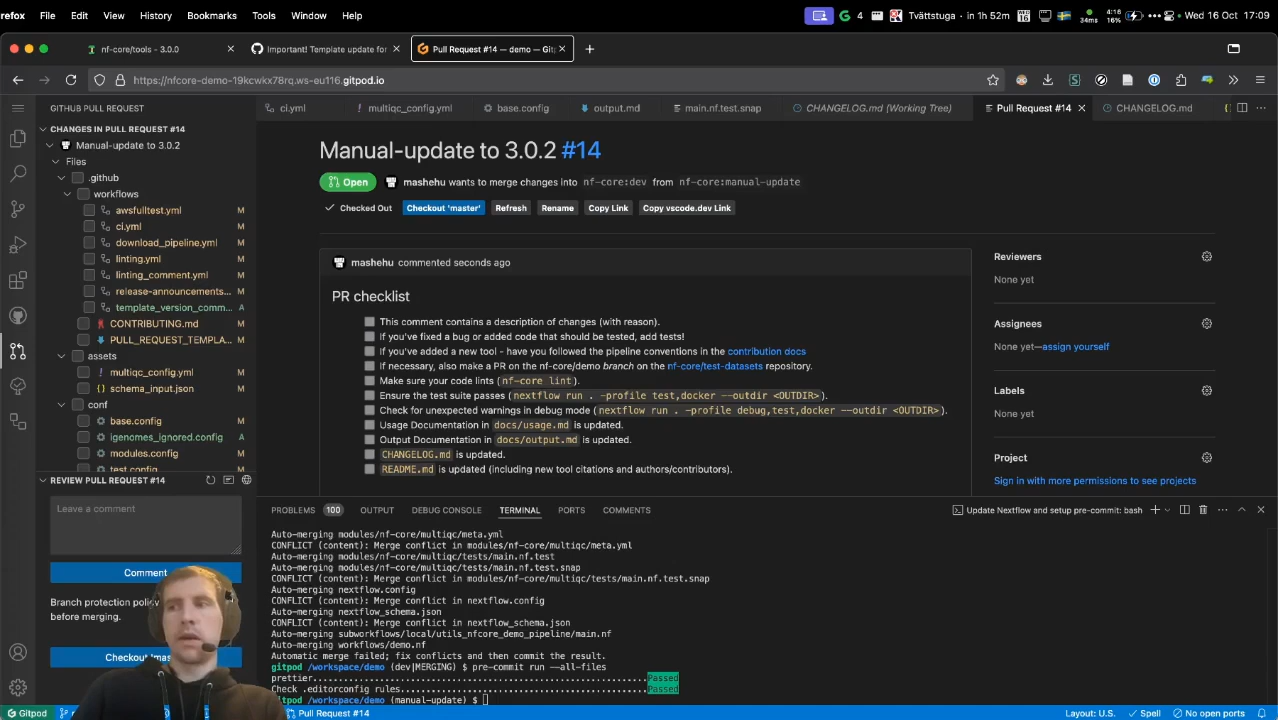 refox File Edit View History Bookmarks Tools Window Help
G 4 Tvättstuga • in 1h 52m 16 34ms 4:16 16% Wed 16 Oct 17:09
nf-core/tools - 3.0.0
Important! Template update for
Pull Request #14 — demo — Git
https://nfcore-demo-19kcwkx78rq.ws-eu116.gitpod.io
GITHUB PULL REQUEST
ci.yml
multiqc_config.yml
base.config
output.md
main.nf.test.snap
CHANGELOG.md (Working Tree)
Pull Request #14
CHANGELOG.md
CHANGES IN PULL REQUEST #14
Manual-update to 3.0.2
Files
.github
workflows
awsfulltest.yml M
ci.yml M
download_pipeline.yml M
linting.yml M
linting_comment.yml M
release-announcements... M
template_version_comm... A
CONTRIBUTING.md M
PULL_REQUEST_TEMPLA... M
assets
multiqc_config.yml M
schema_input.json M
conf
base.config M
igenomes_ignored.config A
modules.config M
test.config M
Manual-update to 3.0.2 #14
Open mashehu wants to merge changes into nf-core:dev from nf-core:manual-update
Checked Out Checkout 'master' Refresh Rename Copy Link Copy vscode.dev Link
mashehu commented seconds ago
PR checklist
This comment contains a description of changes (with reason).
If you've fixed a bug or added code that should be tested, add tests!
If you've added a new tool - have you followed the pipeline conventions in the contribution docs
If necessary, also make a PR on the nf-core/demo branch on the nf-core/test-datasets repository.
Make sure your code lints (nf-core lint).
Ensure the test suite passes (nextflow run . -profile test,docker --outdir <OUTDIR>).
Check for unexpected warnings in debug mode (nextflow run . -profile debug,test,docker --outdir <OUTDIR>).
Usage Documentation in docs/usage.md is updated.
Output Documentation in docs/output.md is updated.
CHANGELOG.md is updated.
README.md is updated (including new tool citations and authors/contributors).
Reviewers
None yet
Assignees
None yet—assign yourself
Labels
None yet
Project
Sign in with more permissions to see projects
REVIEW PULL REQUEST #14
Leave a comment
Comment
Branch protection policy
before merging.
PROBLEMS 100 OUTPUT DEBUG CONSOLE TERMINAL PORTS COMMENTS
Update Nextflow and setup pre-commit: bash
Auto-merging modules/nf-core/multiqc/meta.yml
CONFLICT (content): Merge conflict in modules/nf-core/multiqc/meta.yml
Auto-merging modules/nf-core/multiqc/tests/main.nf.test
Auto-merging modules/nf-core/multiqc/tests/main.nf.test.snap
CONFLICT (content): Merge conflict in modules/nf-core/multiqc/tests/main.nf.test.snap
Auto-merging nextflow.config
CONFLICT (content): Merge conflict in nextflow.config
Auto-merging nextflow_schema.json
CONFLICT (content): Merge conflict in nextflow_schema.json
Auto-merging subworkflows/local/utils_nfcore_demo_pipeline/main.nf
Auto-merging workflows/demo.nf
Automatic merge failed; fix conflicts and then commit the result.
gitpod /workspace/demo (dev|MERGING) $ pre-commit run --all-files
prettier.................................................................Passed
Check .editorconfig rules................................................Passed
gitpod /workspace/demo (manual-update) $
Gitpod
Pull Request #14
Layout: U.S. Spell No open ports